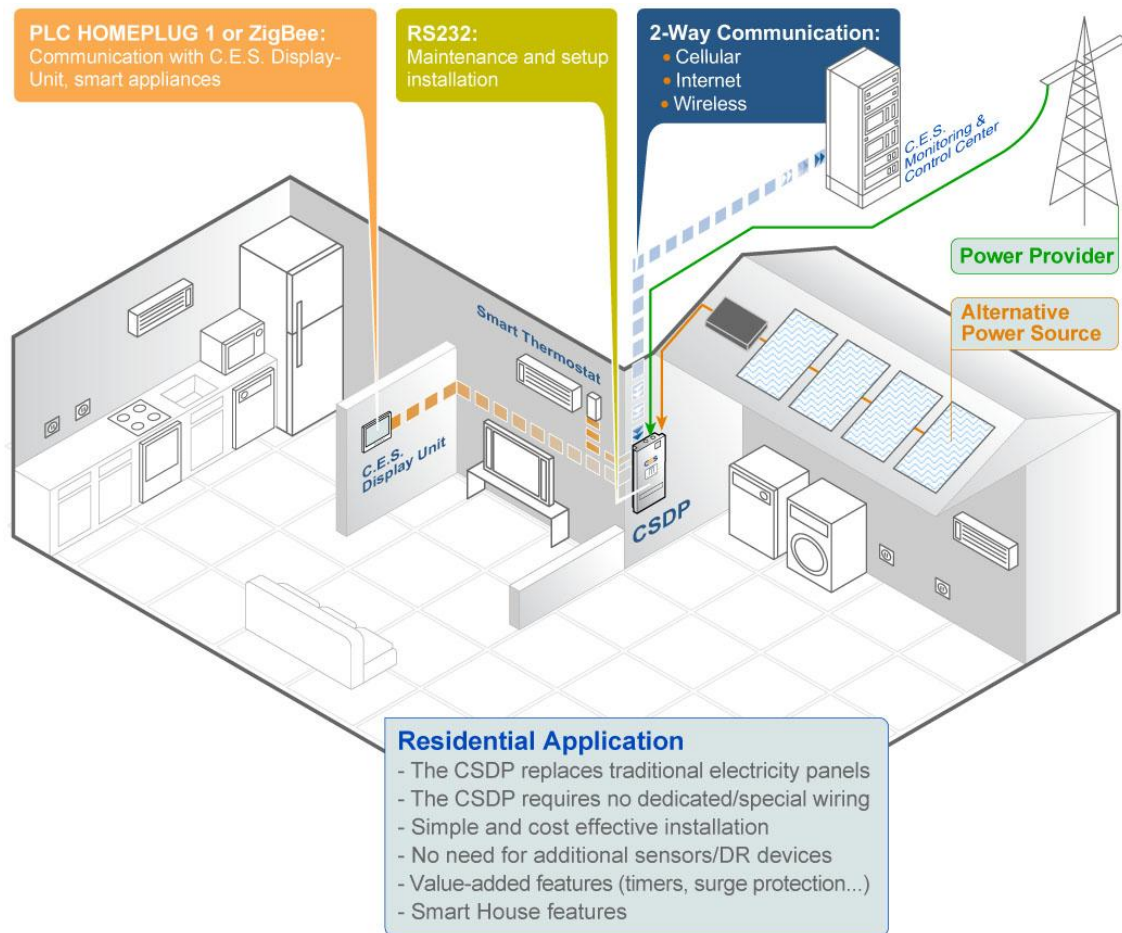 PLC HOMEPLUG 1 or ZigBee:
Communication with C.E.S. Display-
Unit, smart appliances
RS232:
Maintenance and setup
installation
2-Way Communication:
• Cellular
• Internet
• Wireless
C.E.S.
Monitoring &
Control Center
Power Provider
Alternative
Power Source
Smart Thermostat
C.E.S.
Display Unit
ces
CSDP
Residential Application
- The CSDP replaces traditional electricity panels
- The CSDP requires no dedicated/special wiring
- Simple and cost effective installation
- No need for additional sensors/DR devices
- Value-added features (timers, surge protection...)
- Smart House features